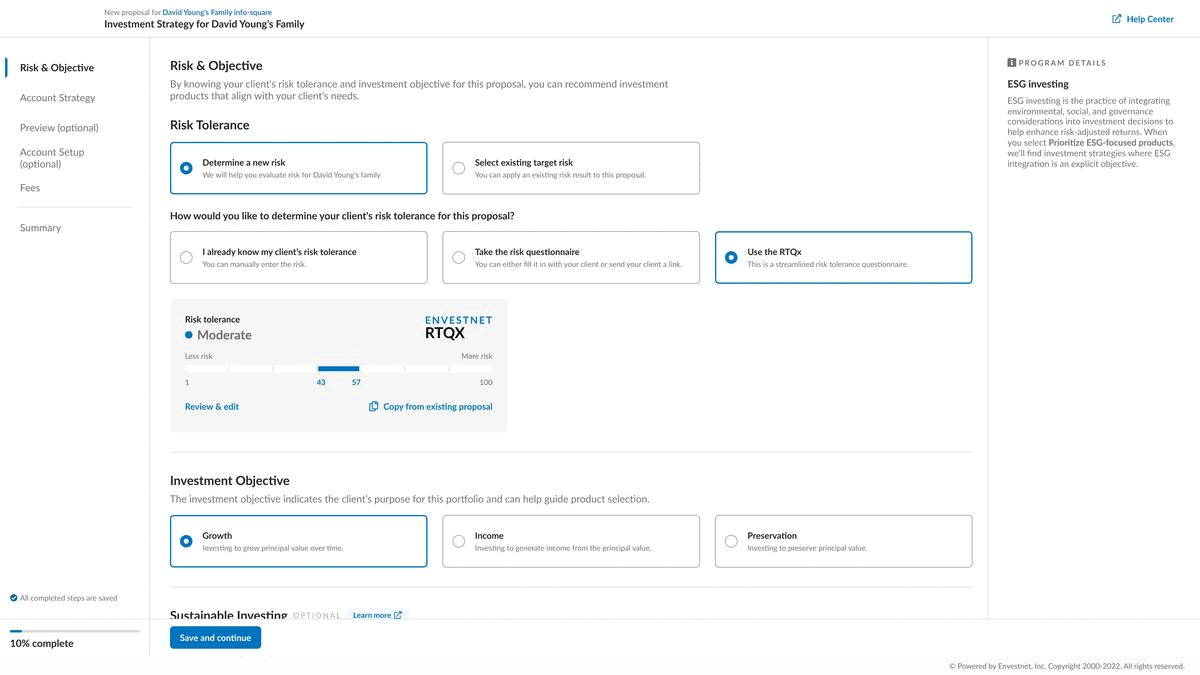 New proposal for David Young's Family info-square
Investment Strategy for David Young's Family
Help Center
Risk & Objective
Account Strategy
Preview (optional)
Account Setup
(optional)
Fees
Summary
All completed steps are saved
10% complete
Risk & Objective
By knowing your client's risk tolerance and investment objective for this proposal, you can recommend investment
products that align with your client's needs.
Risk Tolerance
Determine a new risk
We will help you evaluate risk for David Young's family
Select existing target risk
You can apply an existing risk result to this proposal.
How would you like to determine your client's risk tolerance for this proposal?
I already know my client's risk tolerance
You can manually enter the risk.
Take the risk questionnaire
You can either fill it in with your client or send your client a link.
Use the RTQx
This is a streamlined risk tolerance questionnaire.
Risk tolerance
Moderate
ENVESTNET
RTQX
Less risk
More risk
1
43
57
100
Review & edit
Copy from existing proposal
Investment Objective
The investment objective indicates the client's purpose for this portfolio and can help guide product selection.
Growth
Investing to grow principal value over time.
Income
Investing to generate income from the principal value.
Preservation
Investing to preserve principal value.
Sustainable Investing OPTIONAL Learn more
Save and continue
PROGRAM DETAILS
ESG investing
ESG investing is the practice of integrating
environmental, social, and governance
considerations into investment decisions to
help enhance risk-adjusted returns. When
you select Prioritize ESG-focused products,
we'll find investment strategies where ESG
integration is an explicit objective.
© Powered by Envestnet, Inc. Copyright 2000-2022. All rights reserved.